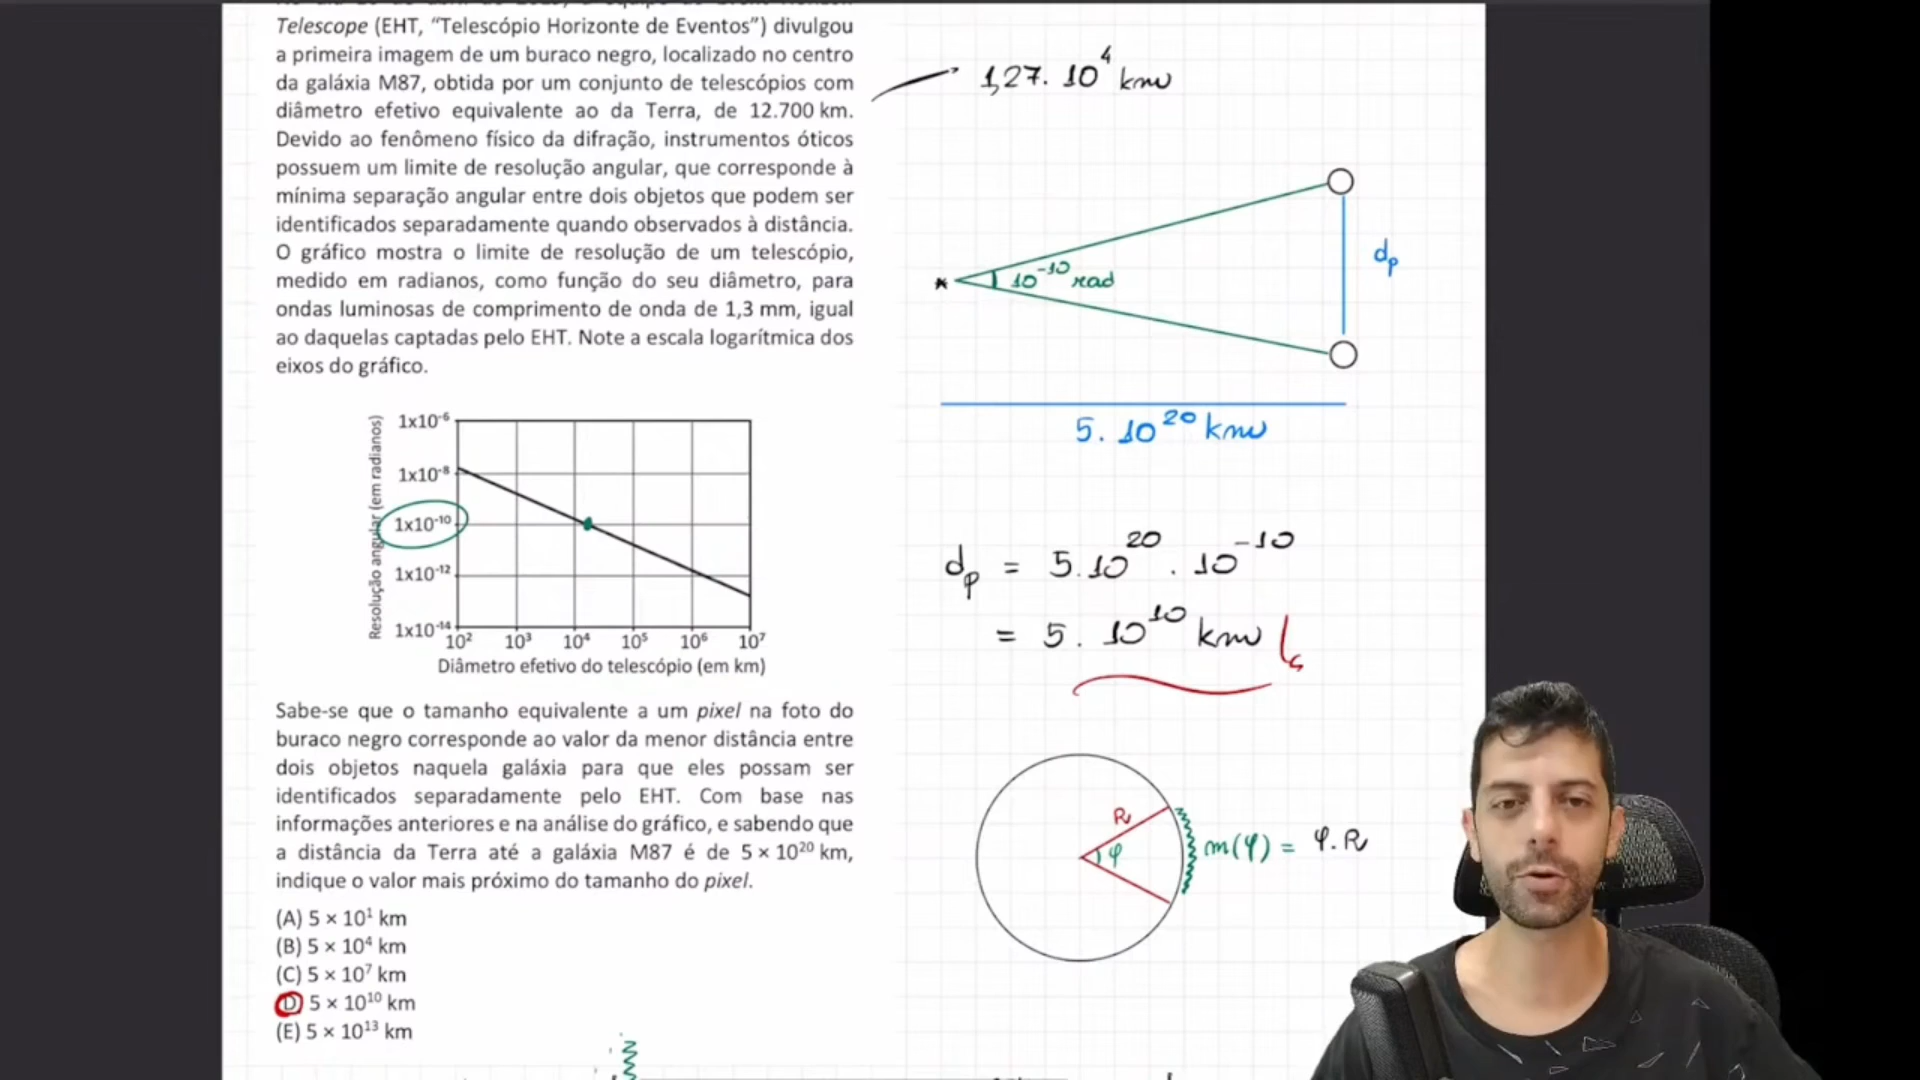 Telescope (EHT, “Telescópio Horizonte de Eventos”) divulgou
a primeira imagem de um buraco negro, localizado no centro
da galáxia M87, obtida por um conjunto de telescópios com
diâmetro efetivo equivalente ao da Terra, de 12.700 km.
Devido ao fenômeno físico da difração, instrumentos óticos
possuem um limite de resolução angular, que corresponde à
mínima separação angular entre dois objetos que podem ser
identificados separadamente quando observados à distância.
O gráfico mostra o limite de resolução de um telescópio,
medido em radianos, como função do seu diâmetro, para
ondas luminosas de comprimento de onda de 1,3 mm, igual
ao daquelas captadas pelo EHT. Note a escala logarítmica dos
eixos do gráfico.
Resolução angular (em radianos)
1x10⁻⁶
1x10⁻⁸
1x10⁻¹⁰
1x10⁻¹²
1x10⁻¹⁴
10² 10³ 10⁴ 10⁵ 10⁶ 10⁷
Diâmetro efetivo do telescópio (em km)
Sabe-se que o tamanho equivalente a um pixel na foto do
buraco negro corresponde ao valor da menor distância entre
dois objetos naquela galáxia para que eles possam ser
identificados separadamente pelo EHT. Com base nas
informações anteriores e na análise do gráfico, e sabendo que
a distância da Terra até a galáxia M87 é de 5 × 10²⁰ km,
indique o valor mais próximo do tamanho do pixel.
(A) 5 × 10¹ km
(B) 5 × 10⁴ km
(C) 5 × 10⁷ km
(D) 5 × 10¹⁰ km
(E) 5 × 10¹³ km
1,27. 10⁴ km
10⁻¹⁰ rad
dp
5. 10²⁰ km
dp = 5.10²⁰ . 10⁻¹⁰
= 5. 10¹⁰ km
R
φ
m(φ) = φ.R